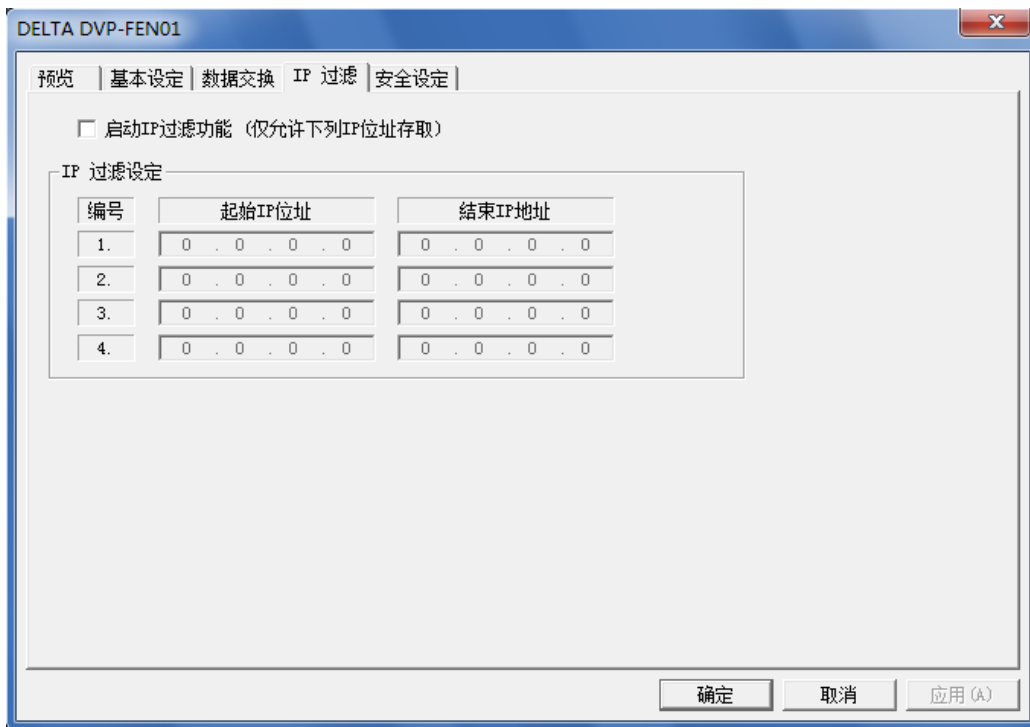 DELTA DVP-FEN01
预览 基本设定 数据交换 IP 过滤 安全设定
启动IP过滤功能 (仅允许下列IP位址存取)
IP 过滤设定
编号 起始IP位址 结束IP地址
1. 0 . 0 . 0 . 0 0 . 0 . 0 . 0
2. 0 . 0 . 0 . 0 0 . 0 . 0 . 0
3. 0 . 0 . 0 . 0 0 . 0 . 0 . 0
4. 0 . 0 . 0 . 0 0 . 0 . 0 . 0
确定 取消 应用(A)